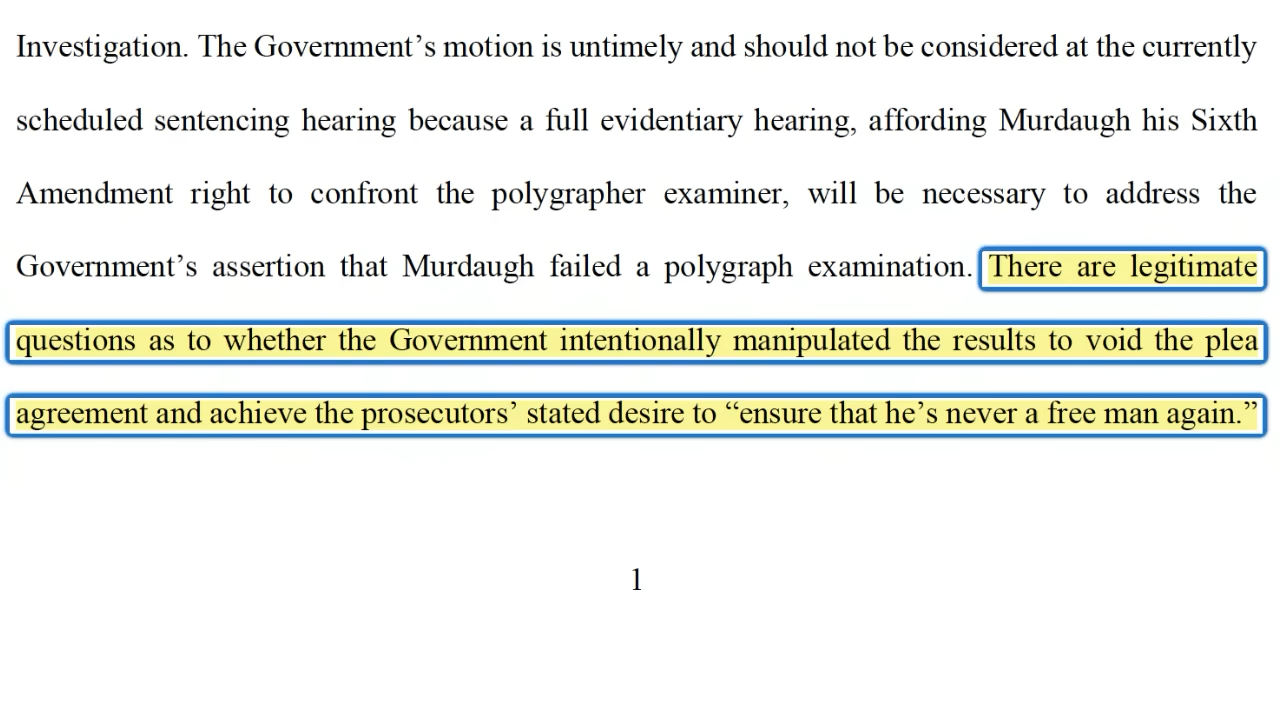 Investigation. The Government’s motion is untimely and should not be considered at the currently
scheduled sentencing hearing because a full evidentiary hearing, affording Murdaugh his Sixth
Amendment right to confront the polygrapher examiner, will be necessary to address the
Government’s assertion that Murdaugh failed a polygraph examination. There are legitimate
questions as to whether the Government intentionally manipulated the results to void the plea
agreement and achieve the prosecutors’ stated desire to “ensure that he’s never a free man again.”
1